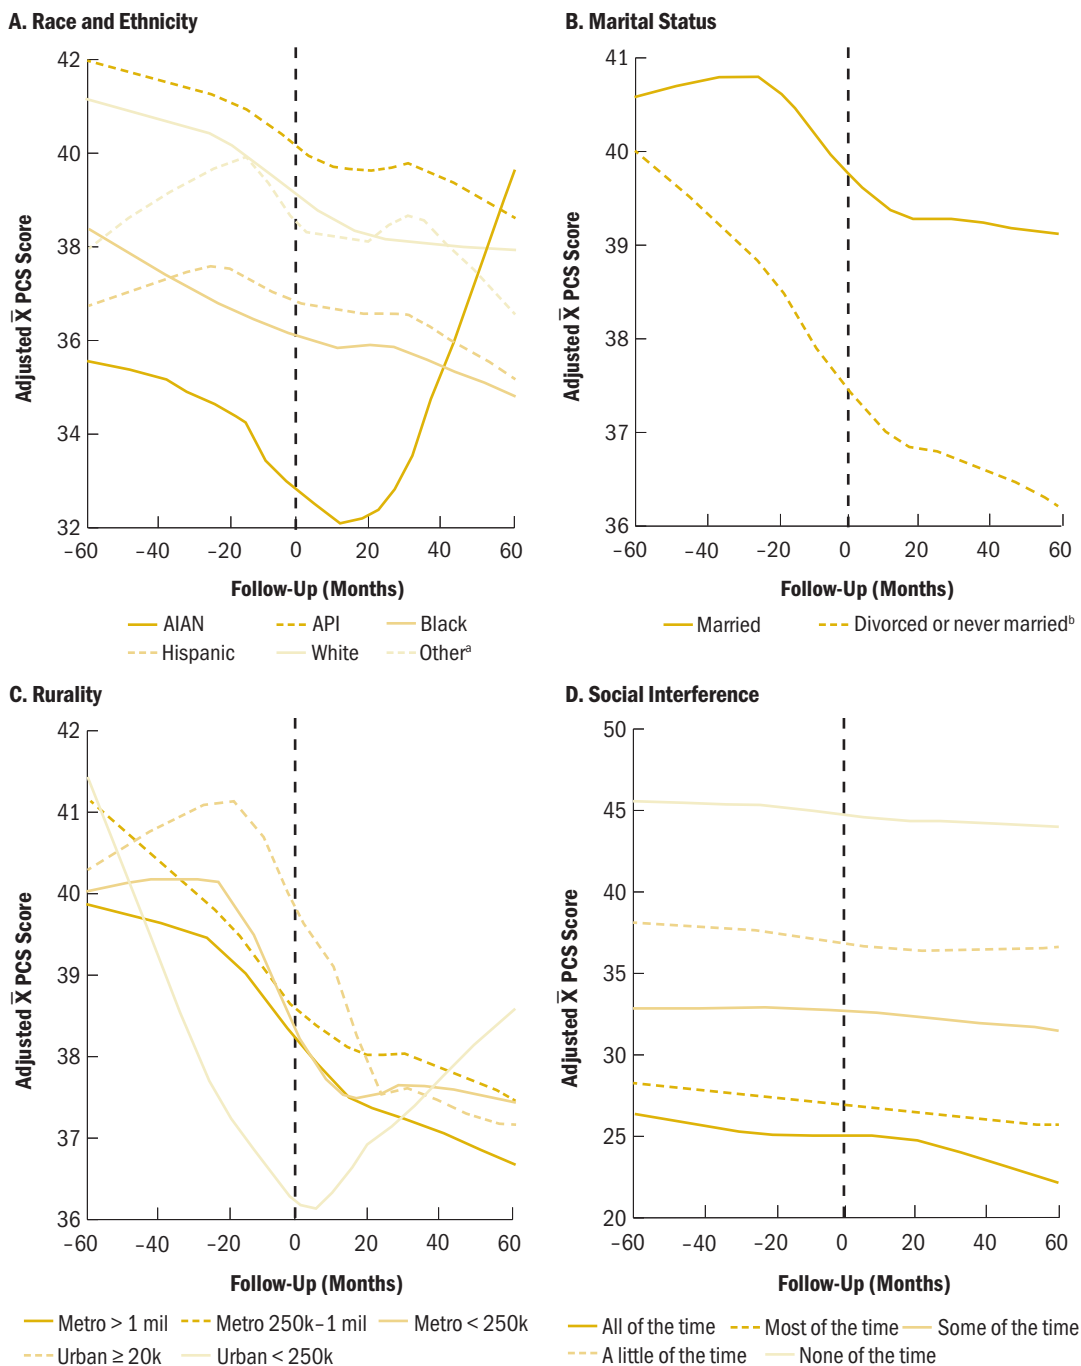 A. Race and Ethnicity
Adjusted X̄ PCS Score
42
40
38
36
34
32
–60 –40 –20 0 20 40 60
Follow-Up (Months)
AIAN API Black
Hispanic White Otherᵃ
B. Marital Status
Adjusted X̄ PCS Score
41
40
39
38
37
36
–60 –40 –20 0 20 40 60
Follow-Up (Months)
Married Divorced or never marriedᵇ
C. Rurality
Adjusted X̄ PCS Score
42
41
40
39
38
37
36
–60 –40 –20 0 20 40 60
Follow-Up (Months)
Metro > 1 mil Metro 250k–1 mil Metro < 250k
Urban ≥ 20k Urban < 250k
D. Social Interference
Adjusted X̄ PCS Score
50
45
40
35
30
25
20
–60 –40 –20 0 20 40 60
Follow-Up (Months)
All of the time Most of the time Some of the time
A little of the time None of the time